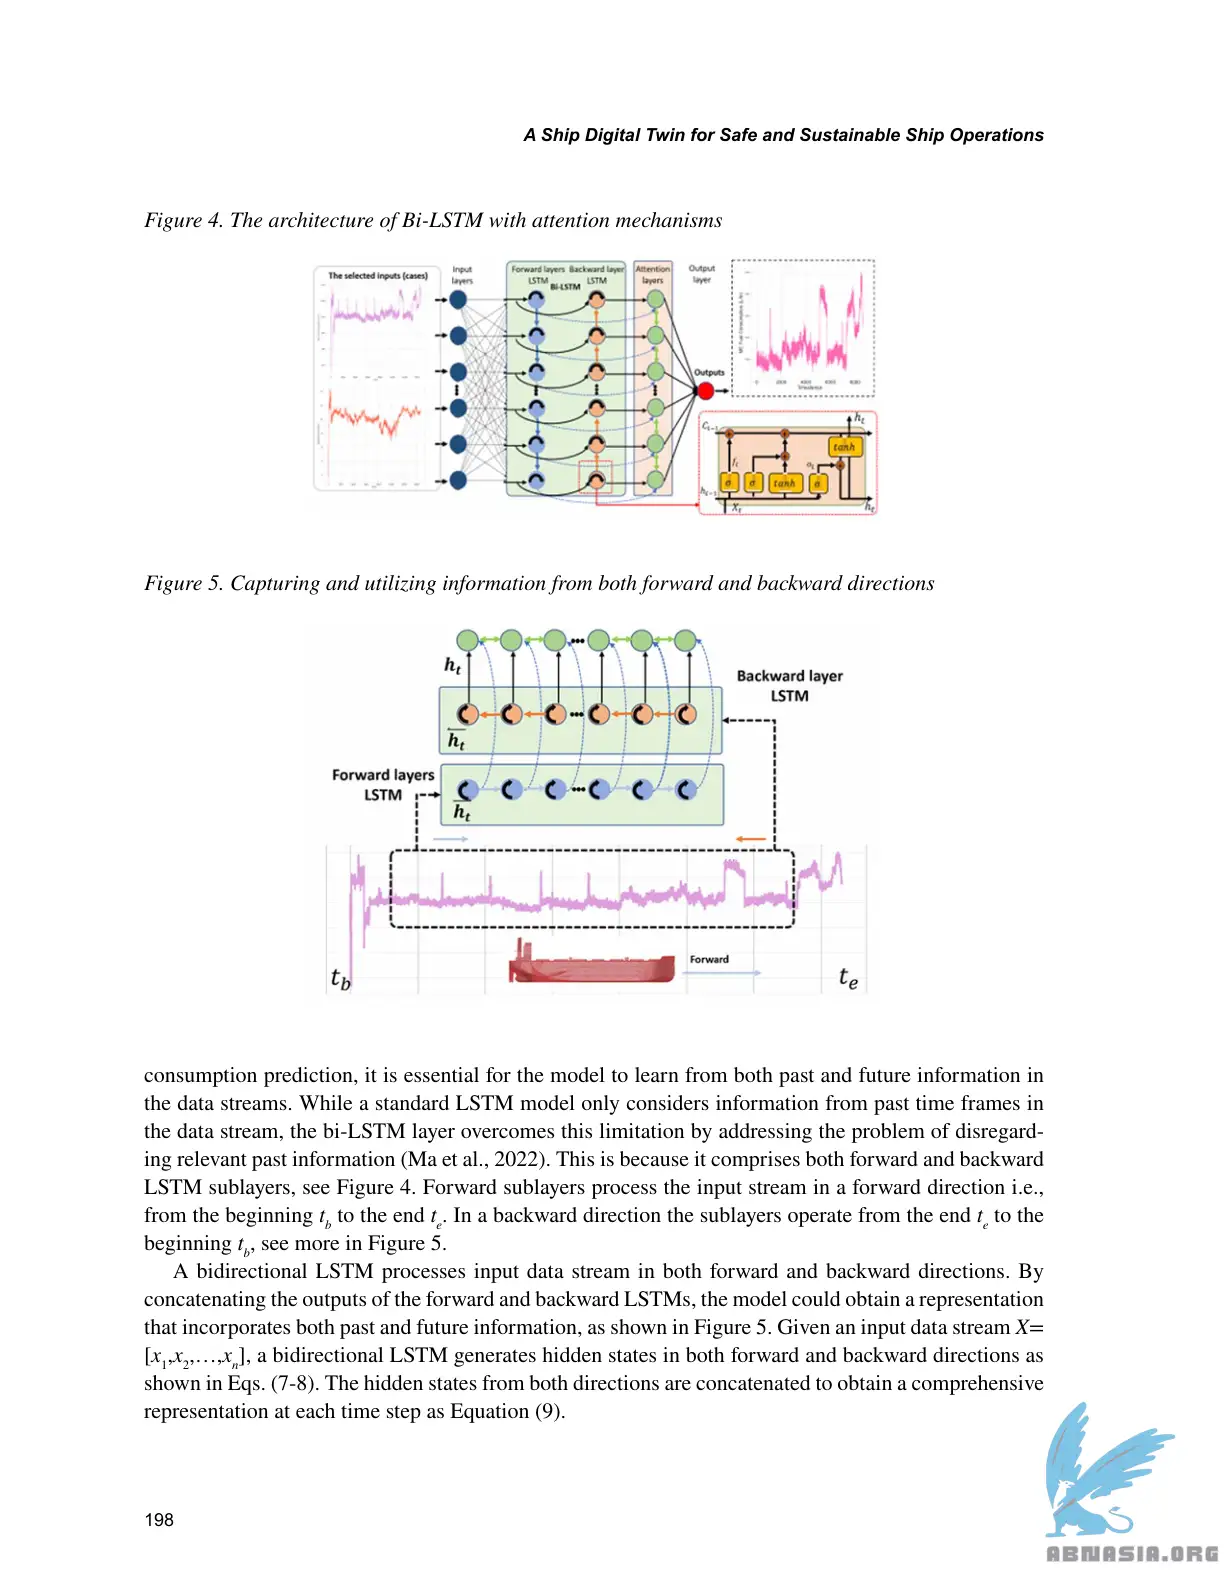 A Ship Digital Twin for Safe and Sustainable Ship Operations
Figure 4. The architecture of Bi-LSTM with attention mechanisms
The selected inputs (cases)
Input layers
Forward layers LSTM
Backward layer LSTM
Bi-LSTM
Attention layers
Output layer
Outputs
C_{t-1}
h_t
tanh
f_t
o_t
σ σ tanh σ
h_{t-1}
X_t
h_t
Figure 5. Capturing and utilizing information from both forward and backward directions
h_t
Backward layer
LSTM
h_t
Forward layers
LSTM
h_t
Forward
t_b
t_e
consumption prediction, it is essential for the model to learn from both past and future information in
the data streams. While a standard LSTM model only considers information from past time frames in
the data stream, the bi-LSTM layer overcomes this limitation by addressing the problem of disregard-
ing relevant past information (Ma et al., 2022). This is because it comprises both forward and backward
LSTM sublayers, see Figure 4. Forward sublayers process the input stream in a forward direction i.e.,
from the beginning t_b to the end t_e. In a backward direction the sublayers operate from the end t_e to the
beginning t_b, see more in Figure 5.
A bidirectional LSTM processes input data stream in both forward and backward directions. By
concatenating the outputs of the forward and backward LSTMs, the model could obtain a representation
that incorporates both past and future information, as shown in Figure 5. Given an input data stream X=
[x_1,x_2,…,x_n], a bidirectional LSTM generates hidden states in both forward and backward directions as
shown in Eqs. (7-8). The hidden states from both directions are concatenated to obtain a comprehensive
representation at each time step as Equation (9).
198
ABNASIA.ORG